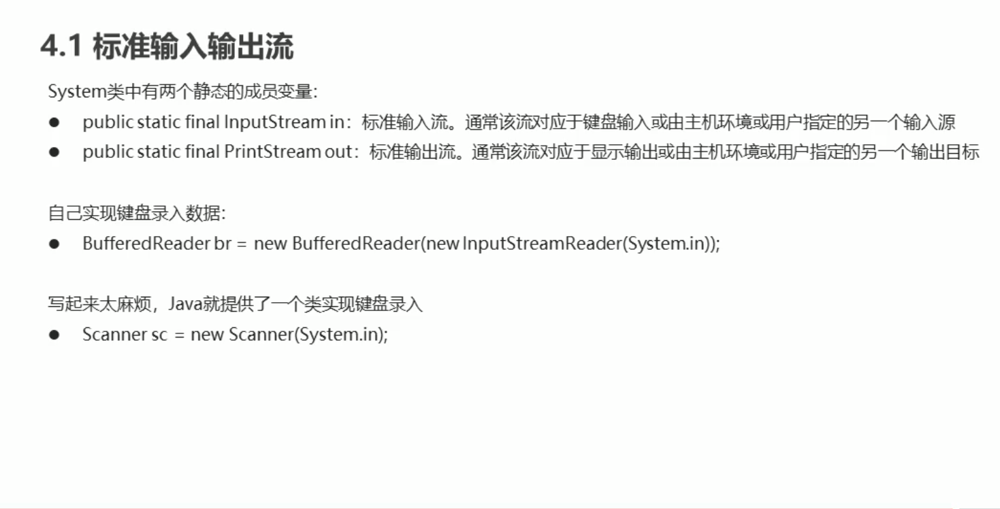 4.1 标准输入输出流
System类中有两个静态的成员变量：
● public static final InputStream in：标准输入流。通常该流对应于键盘输入或由主机环境或用户指定的另一个输入源
● public static final PrintStream out：标准输出流。通常该流对应于显示输出或由主机环境或用户指定的另一个输出目标
自己实现键盘录入数据：
● BufferedReader br = new BufferedReader(new InputStreamReader(System.in));
写起来太麻烦，Java就提供了一个类实现键盘录入
● Scanner sc = new Scanner(System.in);